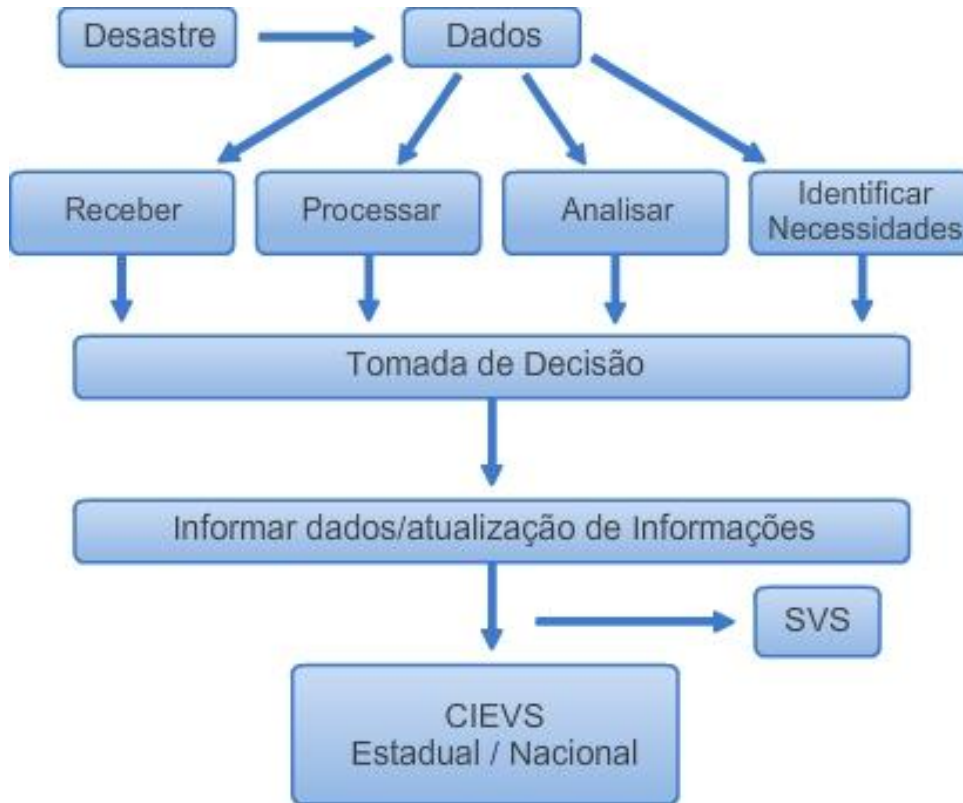 Desastre
Dados
Receber
Processar
Analisar
Identificar
Necessidades
Tomada de Decisão
Informar dados/atualização de Informações
SVS
CIEVS
Estadual / Nacional